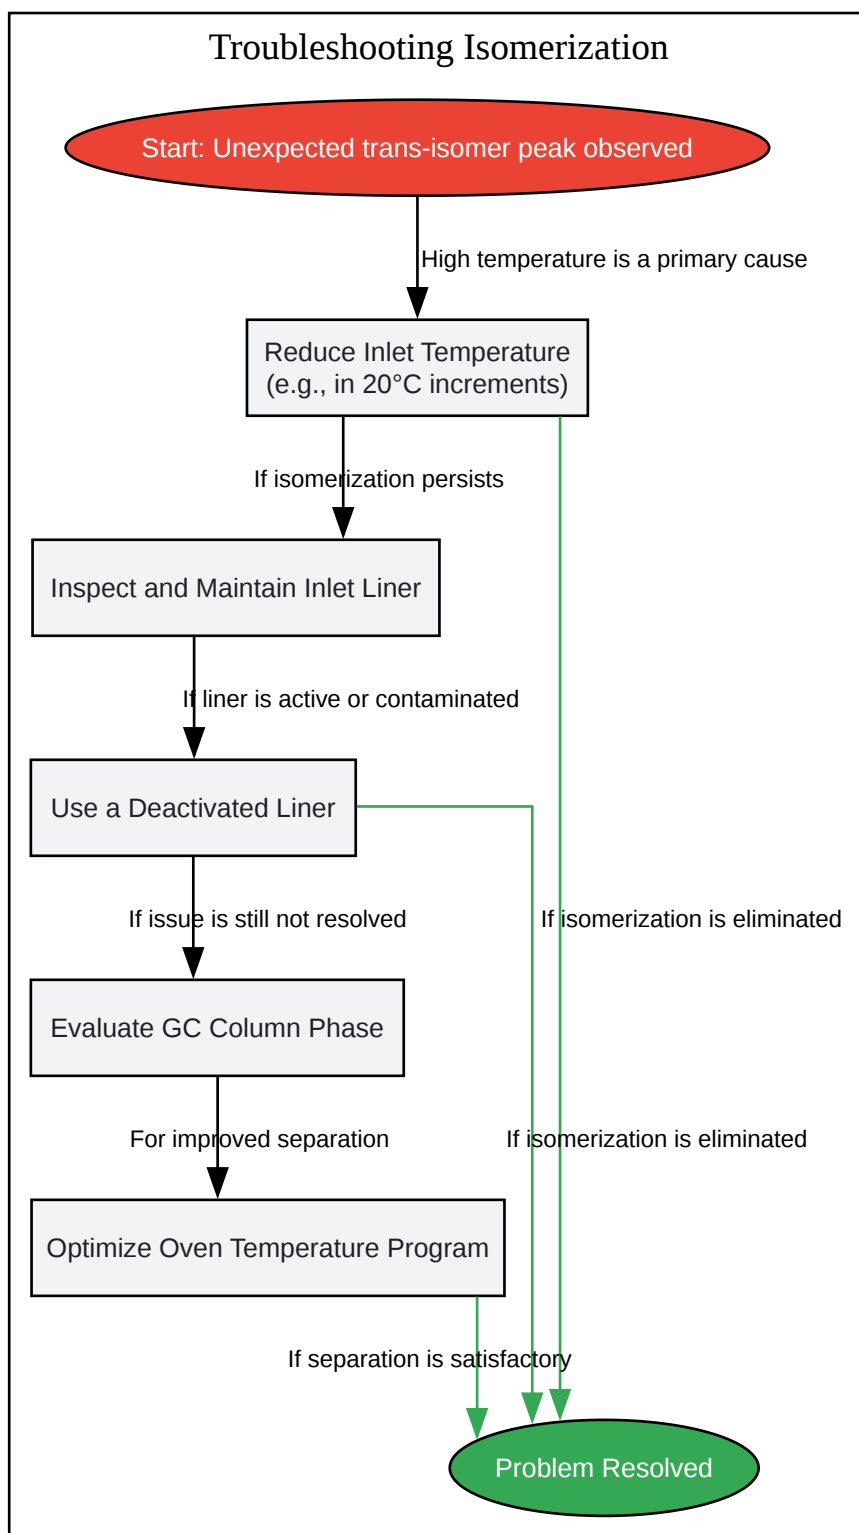 Troubleshooting Isomerization
Start: Unexpected trans-isomer peak observed
High temperature is a primary cause
Reduce Inlet Temperature
(e.g., in 20°C increments)
If isomerization persists
Inspect and Maintain Inlet Liner
If liner is active or contaminated
Use a Deactivated Liner
If issue is still not resolved
If isomerization is eliminated
Evaluate GC Column Phase
For improved separation
If isomerization is eliminated
Optimize Oven Temperature Program
If separation is satisfactory
Problem Resolved